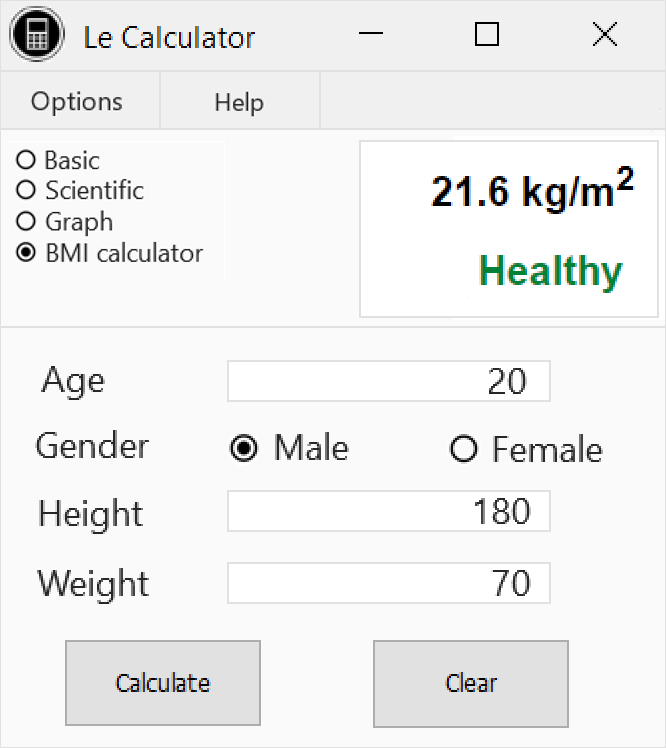 Le Calculator
Options Help
Basic
Scientific
Graph
BMI calculator
21.6 kg/m²
Healthy
Age 20
Gender Male Female
Height 180
Weight 70
Calculate Clear